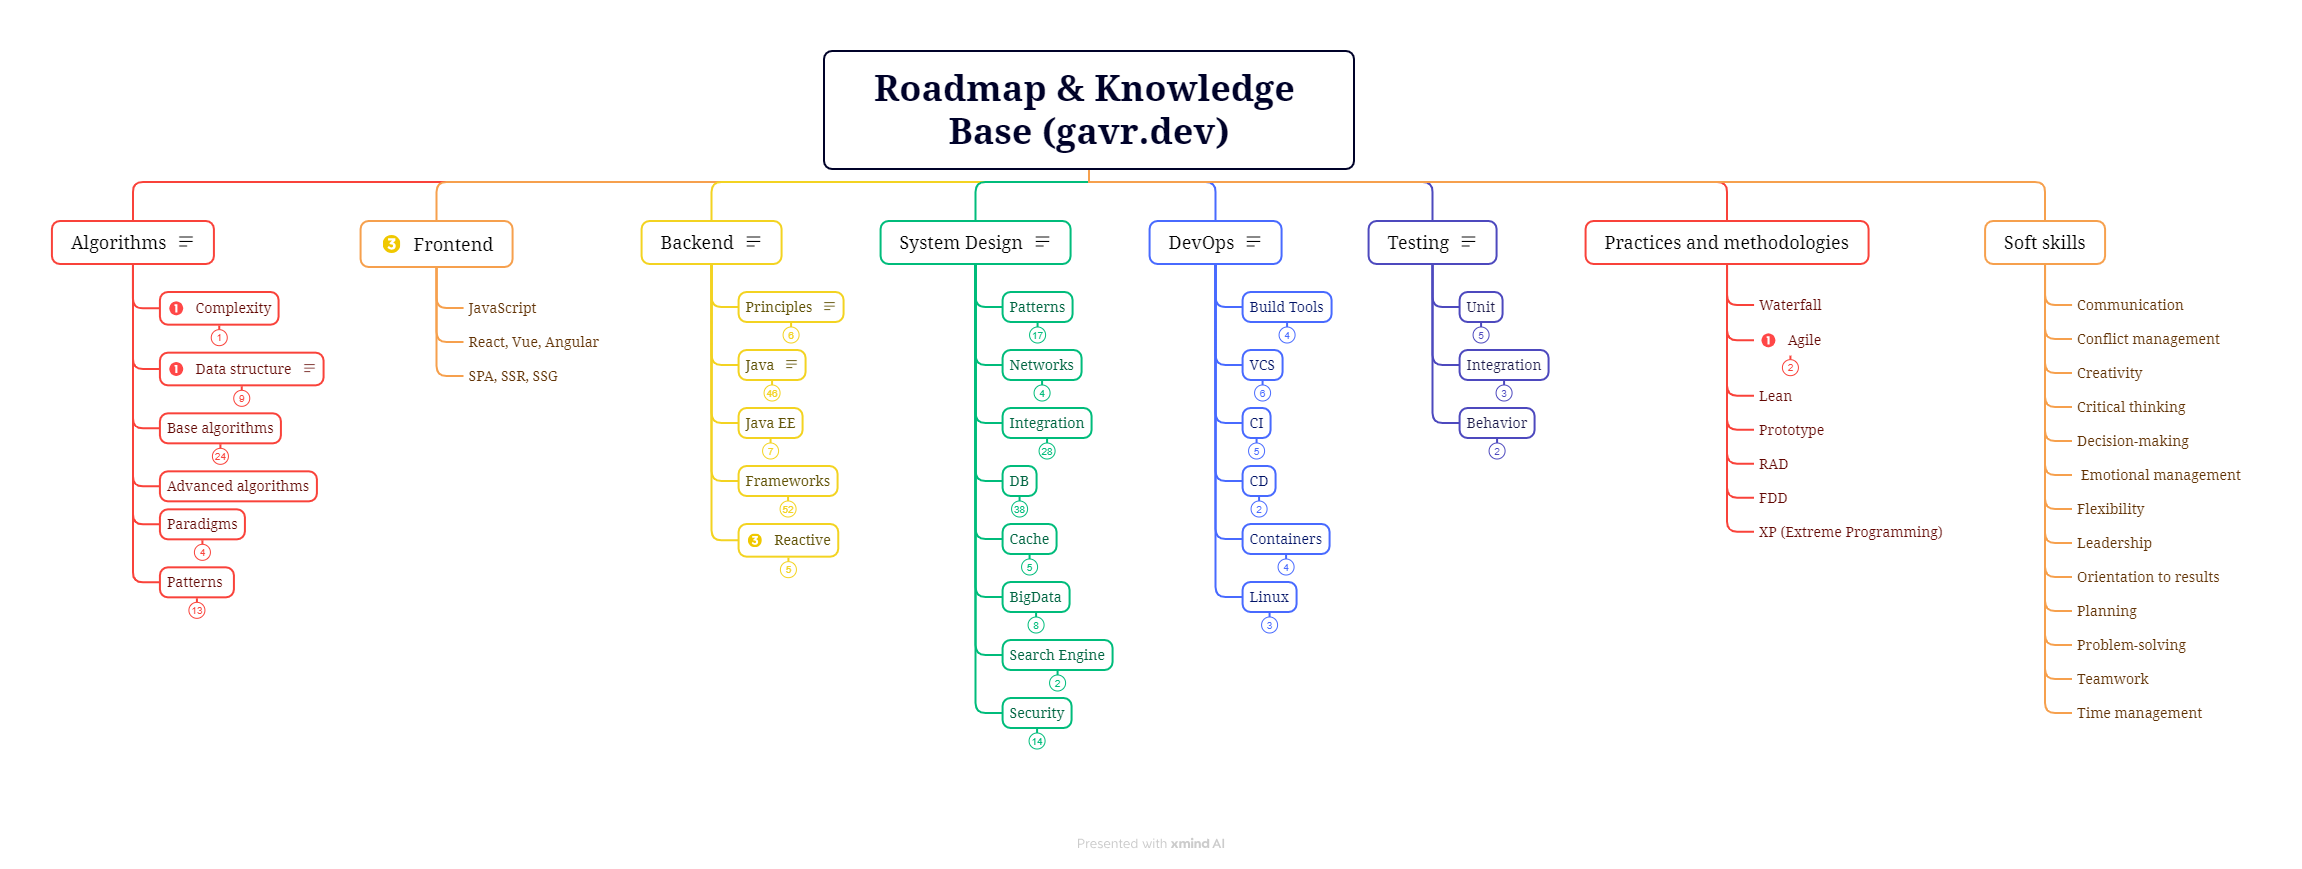 Roadmap & Knowledge
Base (gavr.dev)
Algorithms
1 Complexity
1
1 Data structure
9
Base algorithms
24
Advanced algorithms
Paradigms
4
Patterns
13
3 Frontend
JavaScript
React, Vue, Angular
SPA, SSR, SSG
Backend
Principles
6
Java
46
Java EE
7
Frameworks
52
3 Reactive
5
System Design
Patterns
17
Networks
4
Integration
28
DB
38
Cache
5
BigData
8
Search Engine
2
Security
14
DevOps
Build Tools
4
VCS
6
CI
5
CD
2
Containers
4
Linux
3
Testing
Unit
5
Integration
3
Behavior
2
Practices and methodologies
Waterfall
1 Agile
2
Lean
Prototype
RAD
FDD
XP (Extreme Programming)
Soft skills
Communication
Conflict management
Creativity
Critical thinking
Decision-making
Emotional management
Flexibility
Leadership
Orientation to results
Planning
Problem-solving
Teamwork
Time management
Presented with xmind AI